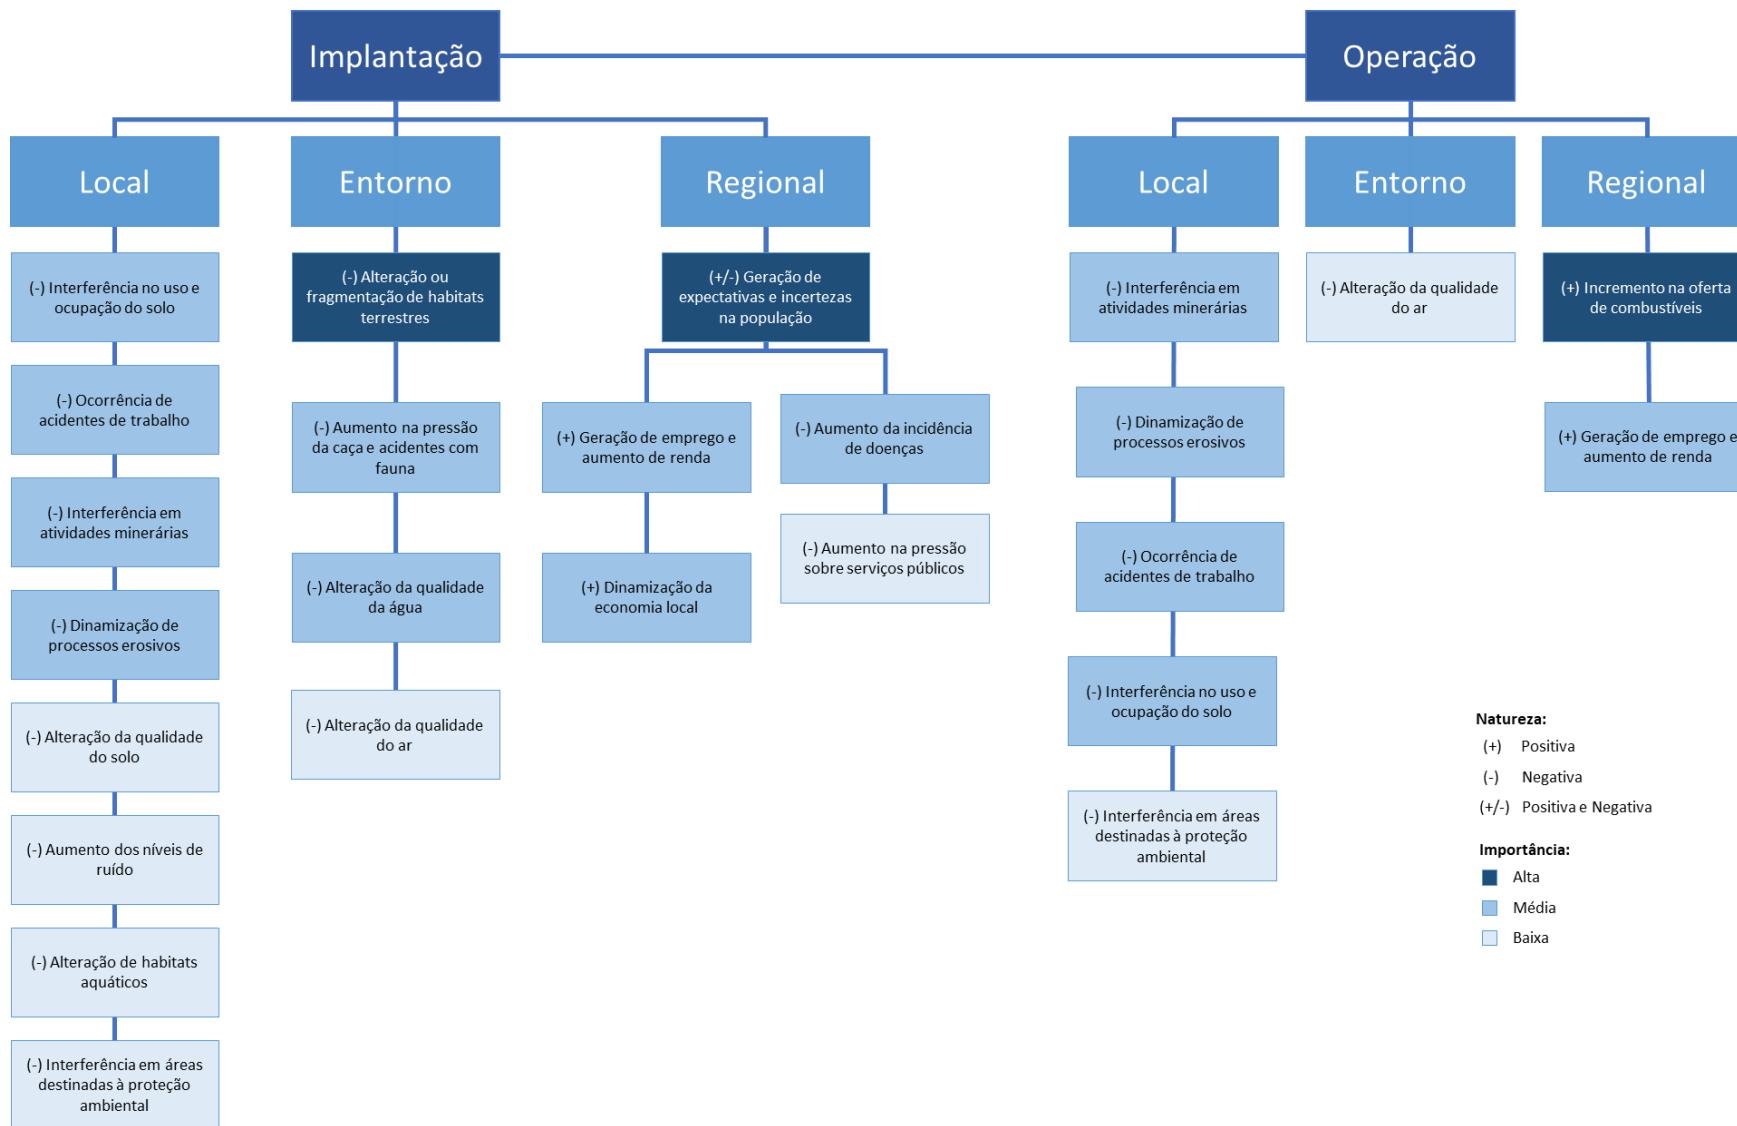 Implantação
Operação
Local
Entorno
Regional
Local
Entorno
Regional
(-) Interferência no uso e
ocupação do solo
(-) Ocorrência de
acidentes de trabalho
(-) Interferência em
atividades minerárias
(-) Dinamização de
processos erosivos
(-) Alteração da qualidade
do solo
(-) Aumento dos níveis de
ruído
(-) Alteração de habitats
aquáticos
(-) Interferência em áreas
destinadas à proteção
ambiental
(-) Alteração ou
fragmentação de habitats
terrestres
(-) Aumento na pressão
da caça e acidentes com
fauna
(-) Alteração da qualidade
da água
(-) Alteração da qualidade
do ar
(+/-) Geração de
expectativas e incertezas
na população
(+) Geração de emprego e
aumento de renda
(+) Dinamização da
economia local
(-) Aumento da incidência
de doenças
(-) Aumento na pressão
sobre serviços públicos
(-) Interferência em
atividades minerárias
(-) Dinamização de
processos erosivos
(-) Ocorrência de
acidentes de trabalho
(-) Interferência no uso e
ocupação do solo
(-) Interferência em áreas
destinadas à proteção
ambiental
(-) Alteração da qualidade
do ar
(+) Incremento na oferta
de combustíveis
(+) Geração de emprego e
aumento de renda
Natureza:
(+) Positiva
(-) Negativa
(+/-) Positiva e Negativa
Importância:
Alta
Média
Baixa